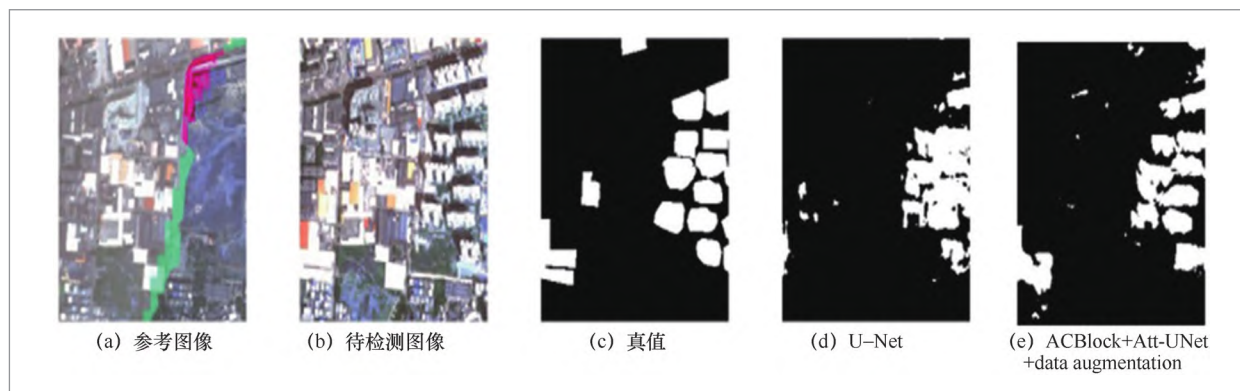 (a) 参考图像
(b) 待检测图像
(c) 真值
(d) U–Net
(e) ACBlock+Att-UNet
+data augmentation